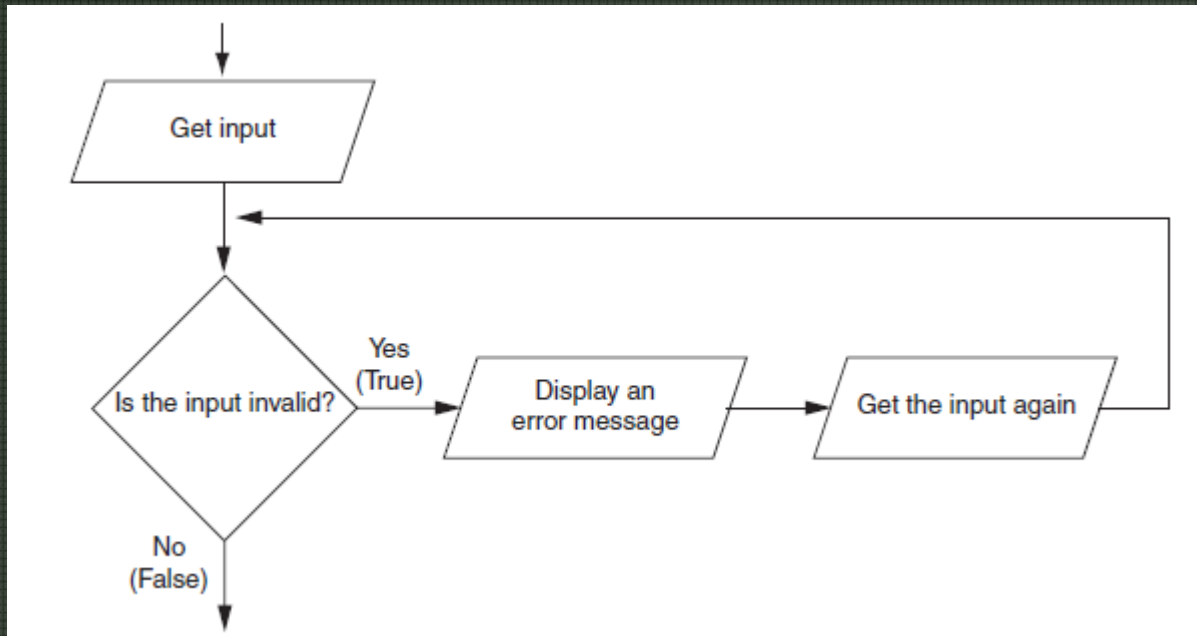 Get input
Is the input invalid?
Yes
(True)
Display an
error message
Get the input again
No
(False)